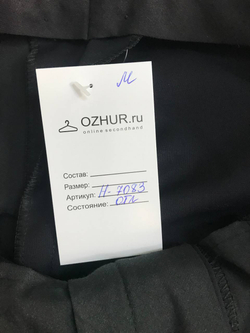 M
OZHUR.ru
online secondhand
Состав:
Размер:
Артикул: Н-7083
Состояние: отл